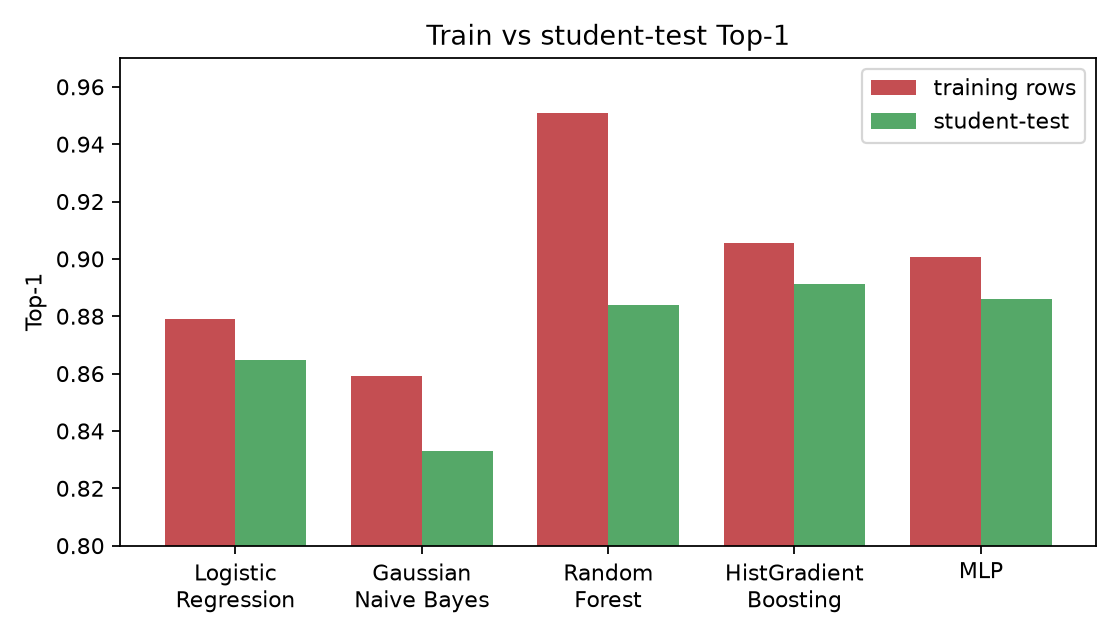 Train vs student-test Top-1
training rows
student-test
0.96
0.94
0.92
0.90
0.88
0.86
0.84
0.82
0.80
Top-1
Logistic
Regression
Gaussian
Naive Bayes
Random
Forest
HistGradient
Boosting
MLP